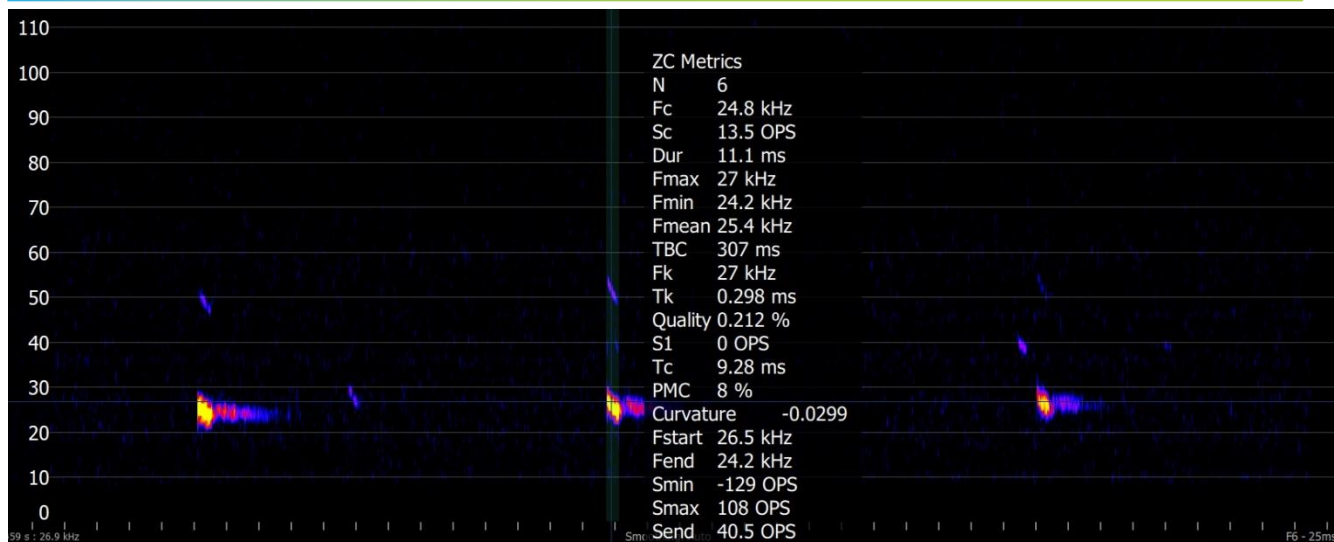 110
100
90
80
70
60
50
40
30
20
10
0
ZC Metrics
N 6
Fc 24.8 kHz
Sc 13.5 OPS
Dur 11.1 ms
Fmax 27 kHz
Fmin 24.2 kHz
Fmean 25.4 kHz
TBC 307 ms
Fk 27 kHz
Tk 0.298 ms
Quality 0.212 %
S1 0 OPS
Tc 9.28 ms
PMC 8 %
Curvature -0.0299
Fstart 26.5 kHz
Fend 24.2 kHz
Smin -129 OPS
Smax 108 OPS
Send 40.5 OPS
59 s : 26.9 kHz
F6 - 25ms